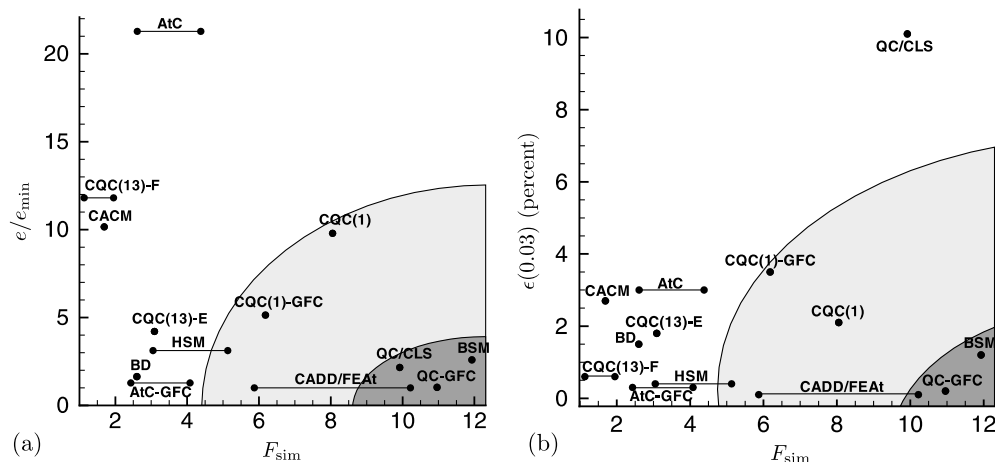 AtC
20
15
10
5
0
e/e_min
CQC(13)-F
CACM
CQC(1)
CQC(1)-GFC
CQC(13)-E
HSM
QC/CLS
BSM
BD
CADD/FEAt
QC-GFC
AtC-GFC
2 4 6 8 10 12
(a)
F_sim
10
8
6
4
2
0
ϵ(0.03) (percent)
QC/CLS
CQC(1)-GFC
AtC
CACM
CQC(1)
CQC(13)-E
BD
BSM
CQC(13)-F
HSM
QC-GFC
CADD/FEAt
AtC-GFC
2 4 6 8 10 12
(b)
F_sim